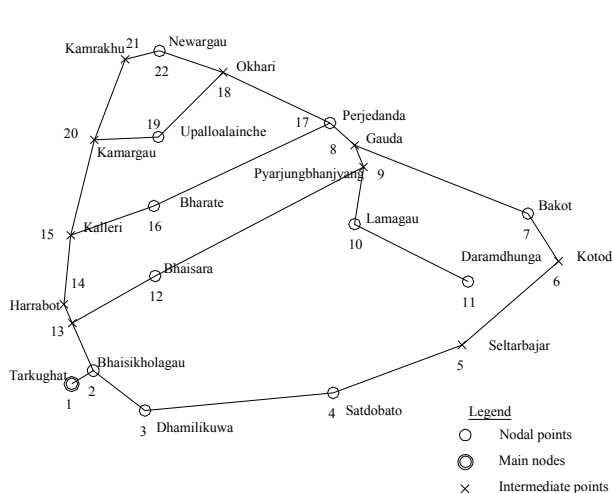 21
Kamrakhu
Newargau
22
Okhari
18
20
19
Upalloalainche
Kamargau
17
Perjedanda
8
Gauda
Pyarjungbhanjyang
9
15
Kalleri
Bharate
16
Lamagau
10
Bakot
7
Daramdhunga
Kotod
6
14
Bhaisara
12
11
Harrabot
13
Tarkughat
Bhaisikholagau
1
2
Seltarbajar
5
3
Dhamilikuwa
4
Satdobato
Legend
Nodal points
Main nodes
Intermediate points